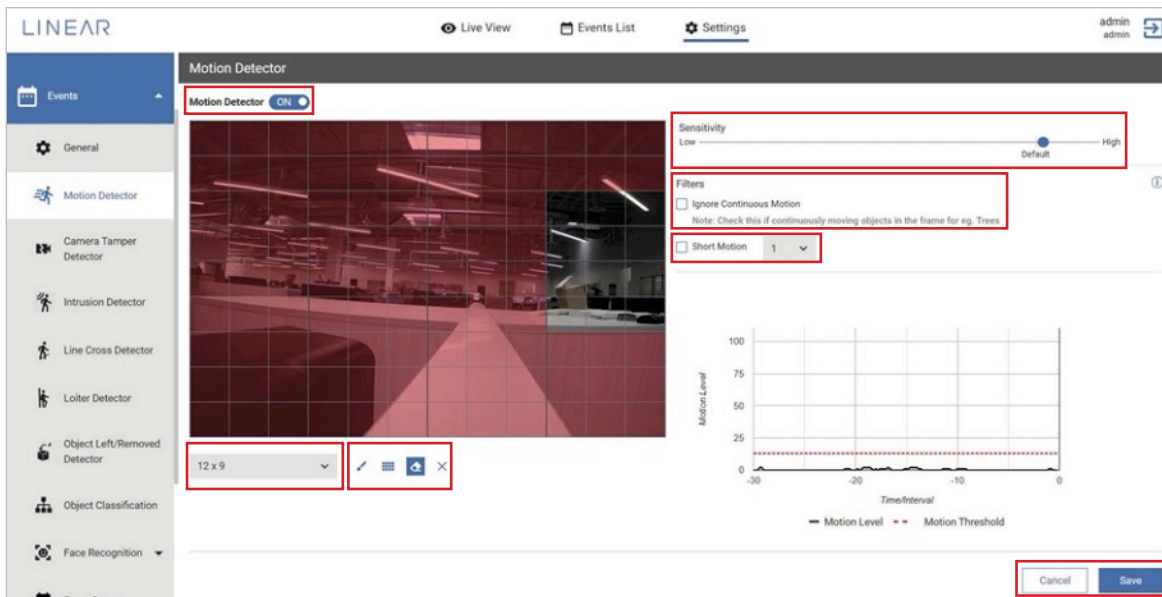 LINEAR
Live View
Events List
Settings
admin
admin
Events
General
Motion Detector
Camera Tamper
Detector
Intrusion Detector
Line Cross Detector
Loiter Detector
Object Left/Removed
Detector
Object Classification
Face Recognition
Motion Detector
Motion Detector ON
12 x 9
Sensitivity
Low
High
Default
Filters
Ignore Continuous Motion
Note: Check this if continuously moving objects in the frame for eg. Trees
Short Motion 1
100
75
50
25
0
Motion Level
-30 -20 -10 0
Time/Interval
Motion Level Motion Threshold
Cancel Save